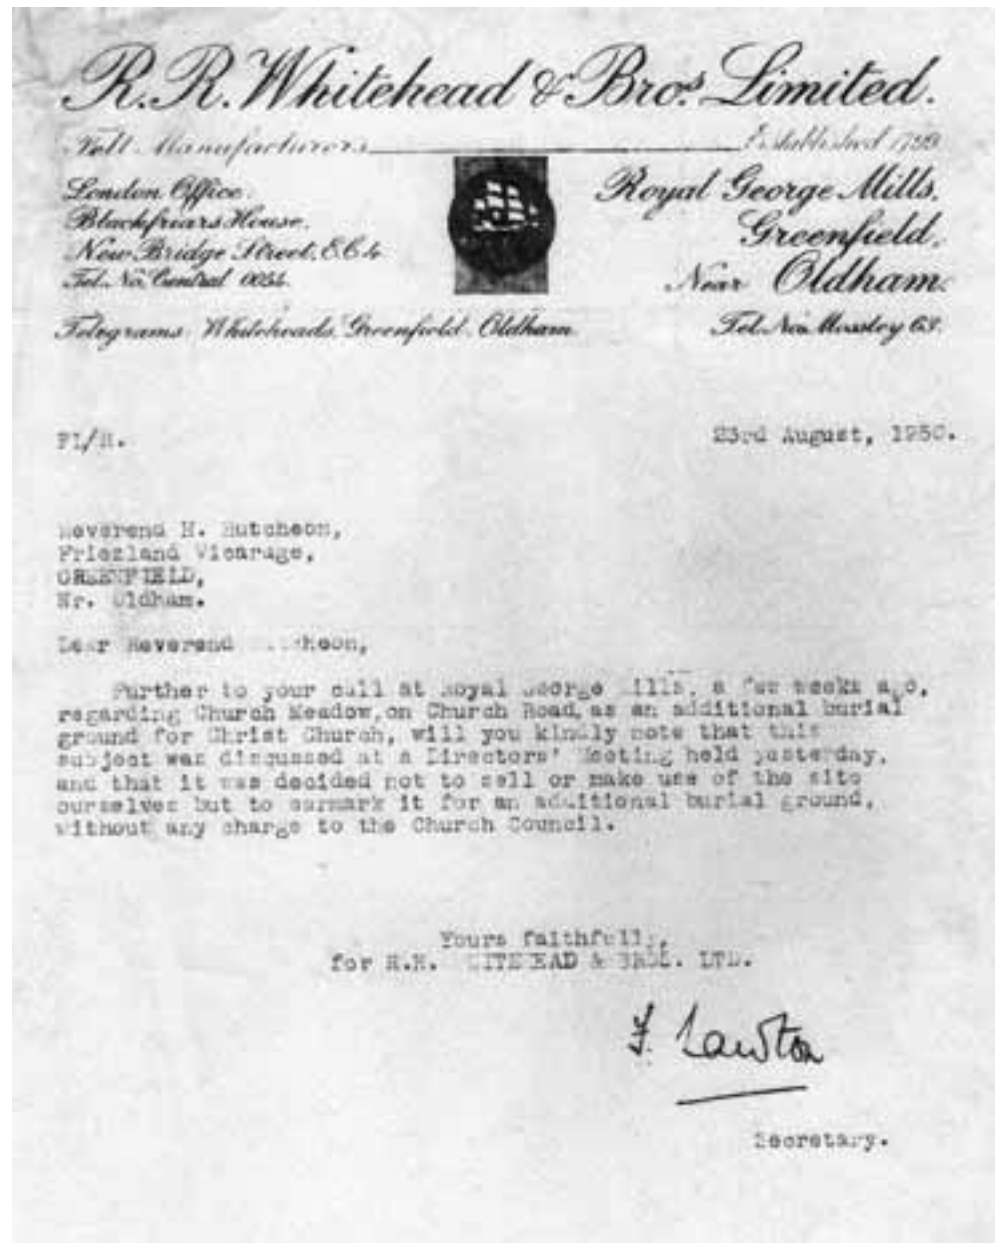 R. R. Whitehead & Bros. Limited.
Felt Manufacturers
Established
London Office.
Blackfriars House.
New Bridge Street, E.C.4
Tel. No. Central 0054.
Royal George Mills,
Greenfield,
Near Oldham.
Telegrams: Whiteheads, Greenfield, Oldham
Tel. Nos. Mossley 63.
FL/H.
23rd August, 1950.
Reverend H. Hutcheon,
Friezland Vicarage,
GREENFIELD,
Nr. Oldham.
Dear Reverend Hutcheon,
Further to your call at Royal George Mills, a few weeks ago,
regarding Church Meadow, on Church Road, as an additional burial
ground for Christ Church, will you kindly note that this
subject was discussed at a Directors' Meeting held yesterday,
and that it was decided not to sell or make use of the site
ourselves but to earmark it for an additional burial ground,
without any charge to the Church Council.
Yours faithfully,
for R.R. WHITEHEAD & BROS. LTD.
F. Lawton
Secretary.